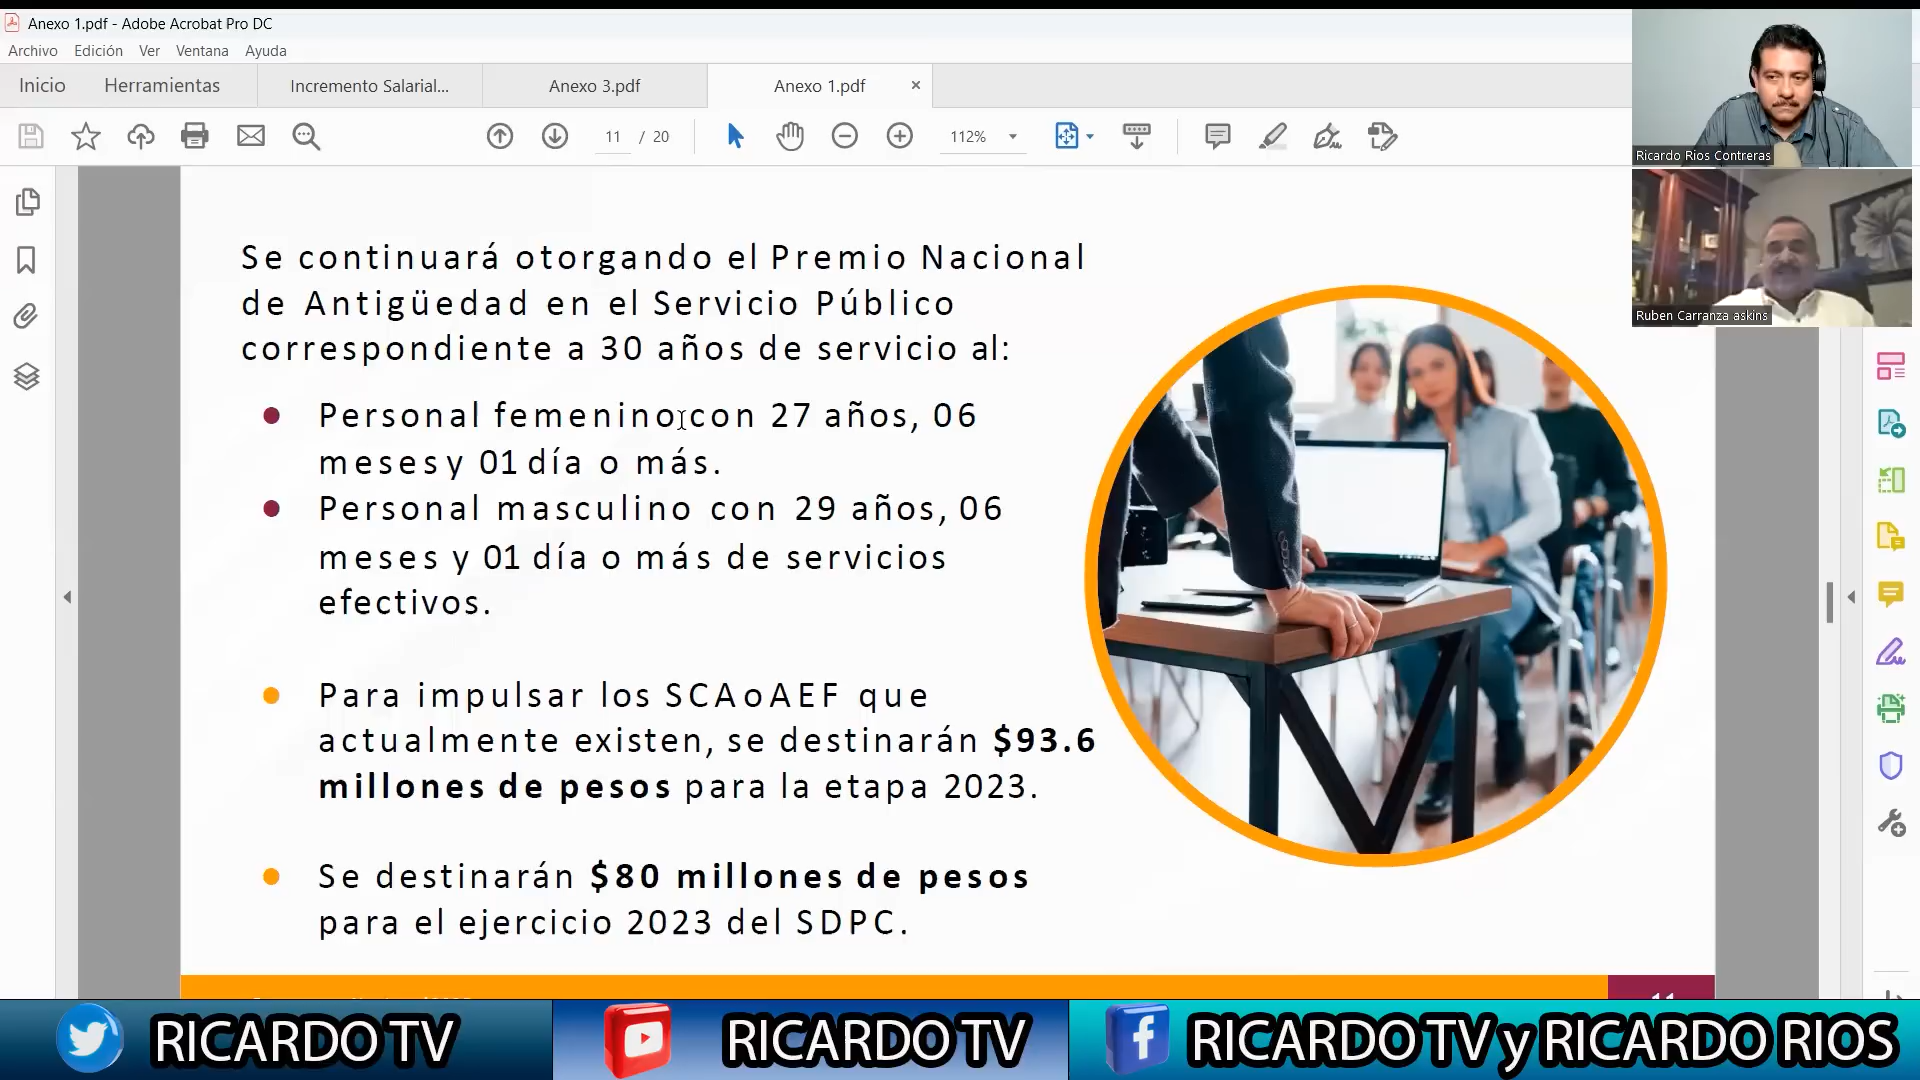 Anexo 1.pdf - Adobe Acrobat Pro DC
Archivo Edición Ver Ventana Ayuda
Inicio Herramientas Incremento Salarial... Anexo 3.pdf Anexo 1.pdf ×
11 / 20 112%
Ricardo Rios Contreras
Ruben Carranza askins
Se continuará otorgando el Premio Nacional
de Antigüedad en el Servicio Público
correspondiente a 30 años de servicio al:
Personal femenino con 27 años, 06
meses y 01 día o más.
Personal masculino con 29 años, 06
meses y 01 día o más de servicios
efectivos.
Para impulsar los SCAoAEF que
actualmente existen, se destinarán $93.6
millones de pesos para la etapa 2023.
Se destinarán $80 millones de pesos
para el ejercicio 2023 del SDPC.
11
RICARDO TV RICARDO TV RICARDO TV y RICARDO RIOS